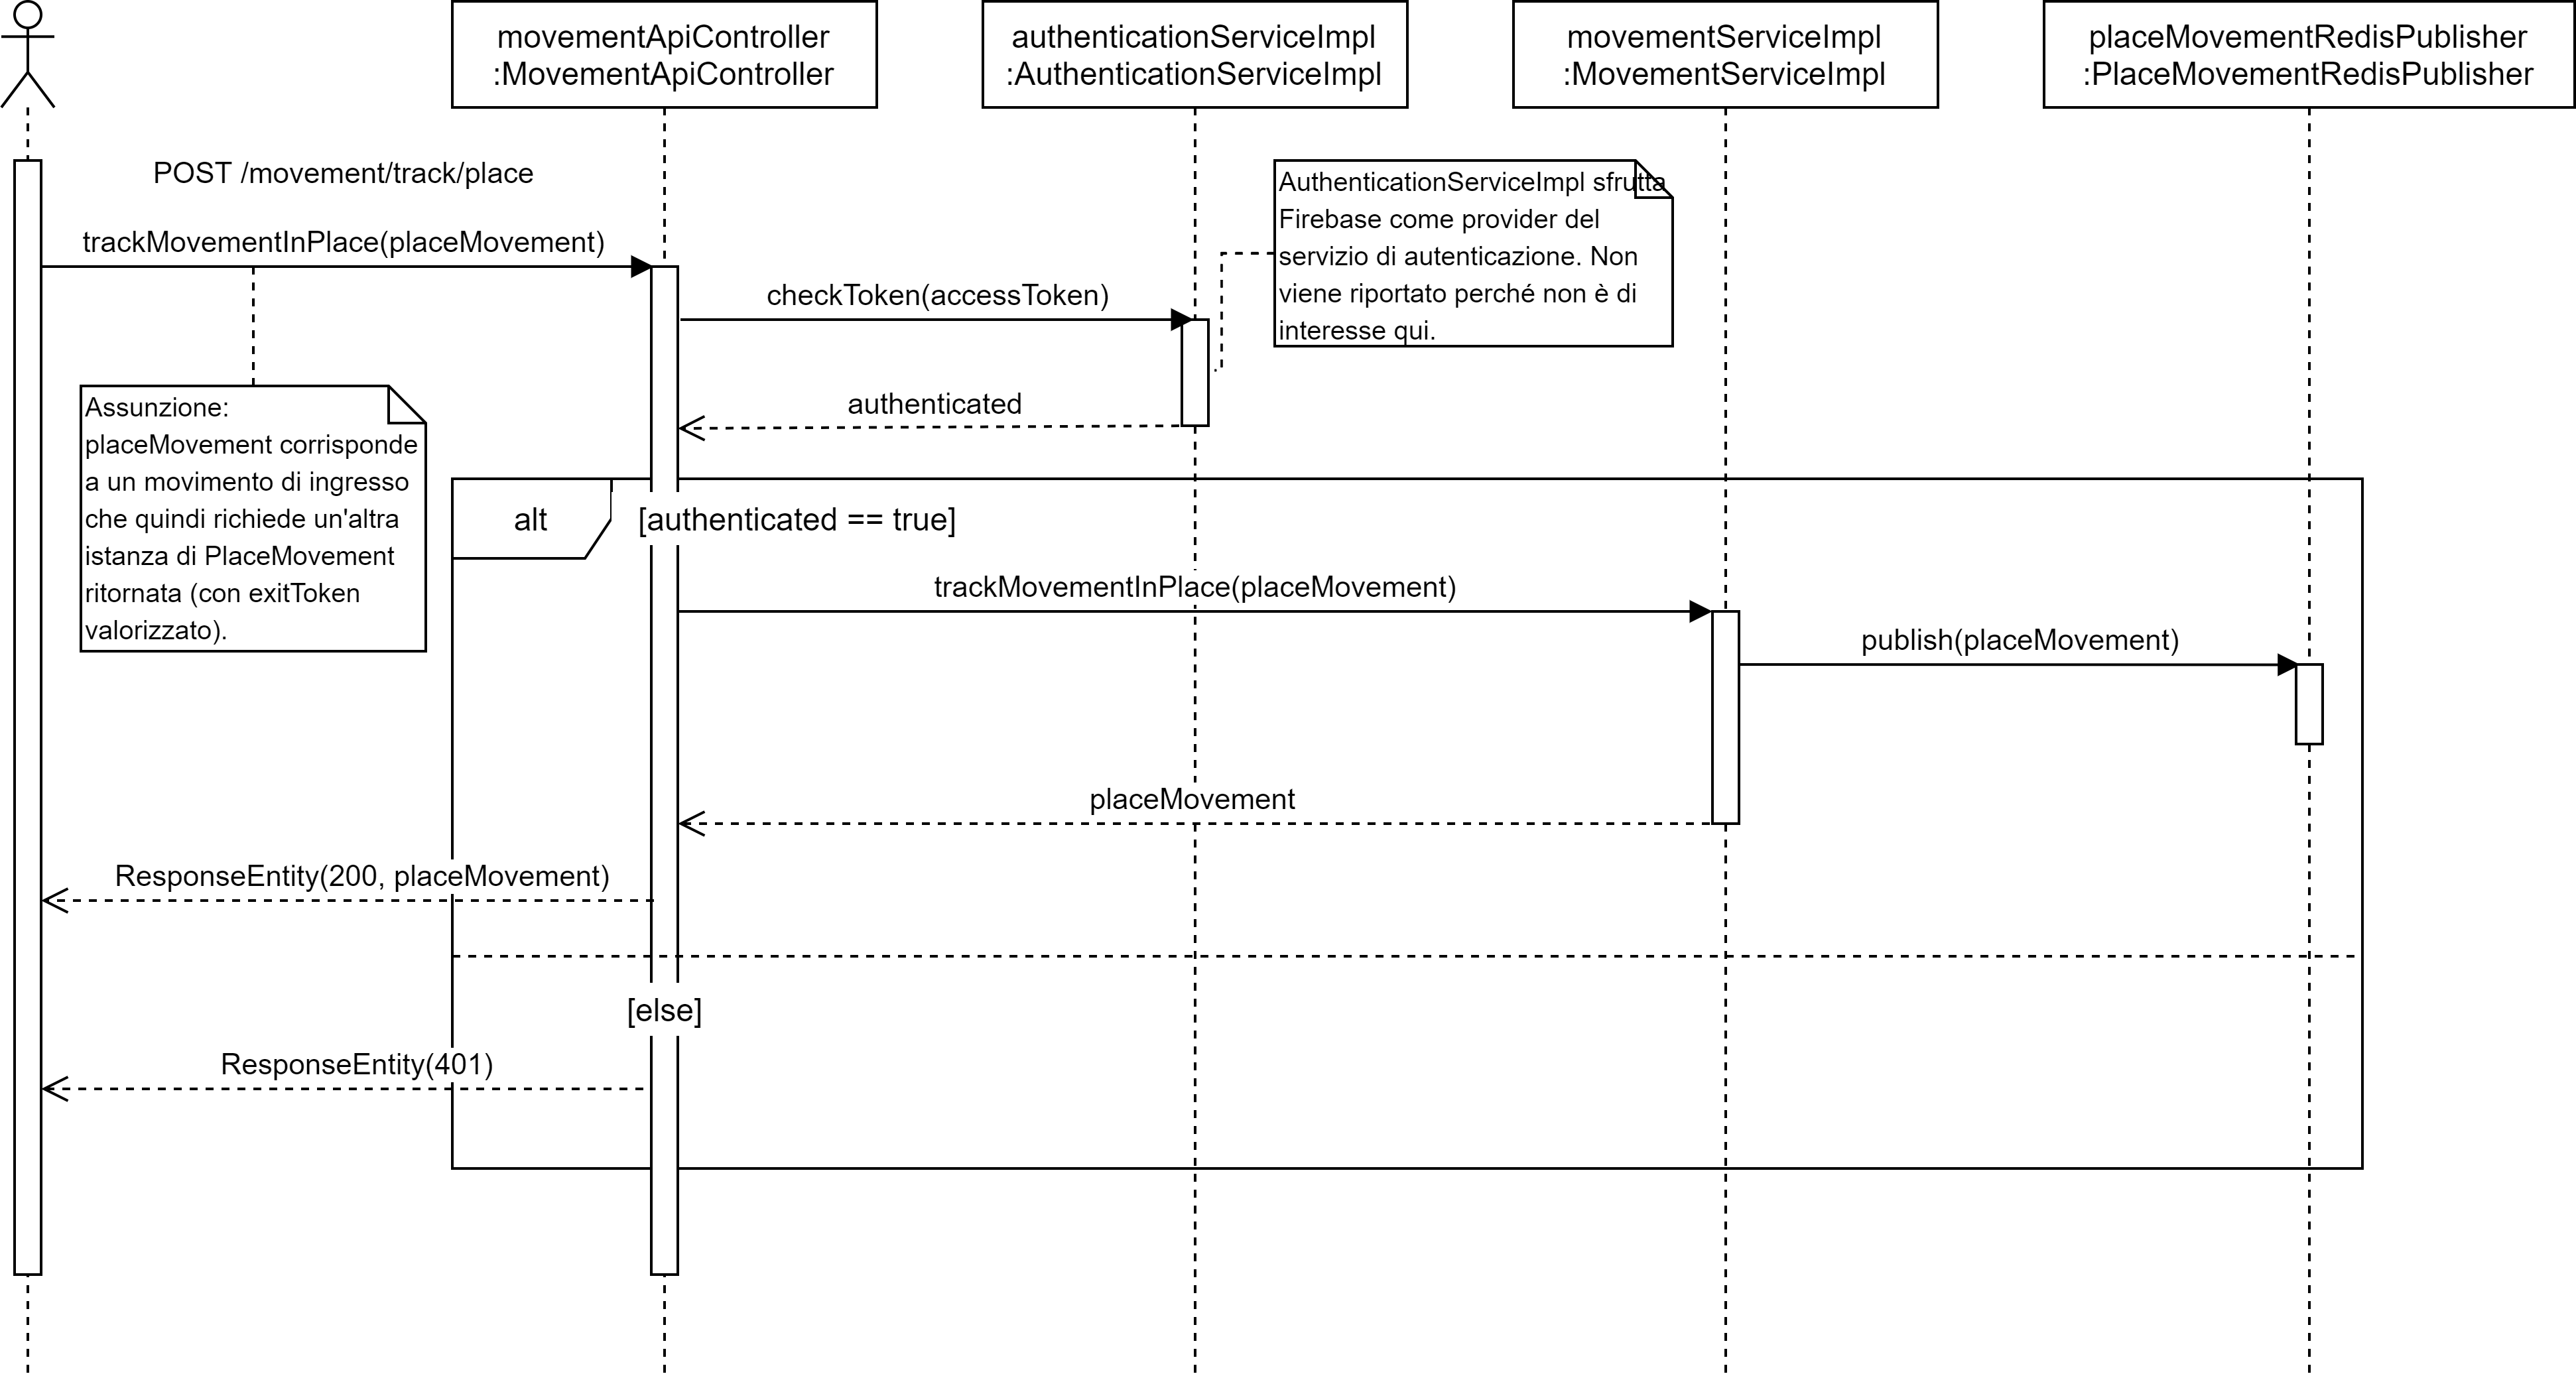 movementApiController
:MovementApiController
authenticationServiceImpl
:AuthenticationServiceImpl
movementServiceImpl
:MovementServiceImpl
placeMovementRedisPublisher
:PlaceMovementRedisPublisher
POST /movement/track/place
trackMovementInPlace(placeMovement)
AuthenticationServiceImpl sfrutta
Firebase come provider del
servizio di autenticazione. Non
viene riportato perché non è di
interesse qui.
checkToken(accessToken)
authenticated
Assunzione:
placeMovement corrisponde
a un movimento di ingresso
che quindi richiede un'altra
istanza di PlaceMovement
ritornata (con exitToken
valorizzato).
alt
[authenticated == true]
trackMovementInPlace(placeMovement)
publish(placeMovement)
placeMovement
ResponseEntity(200, placeMovement)
[else]
ResponseEntity(401)